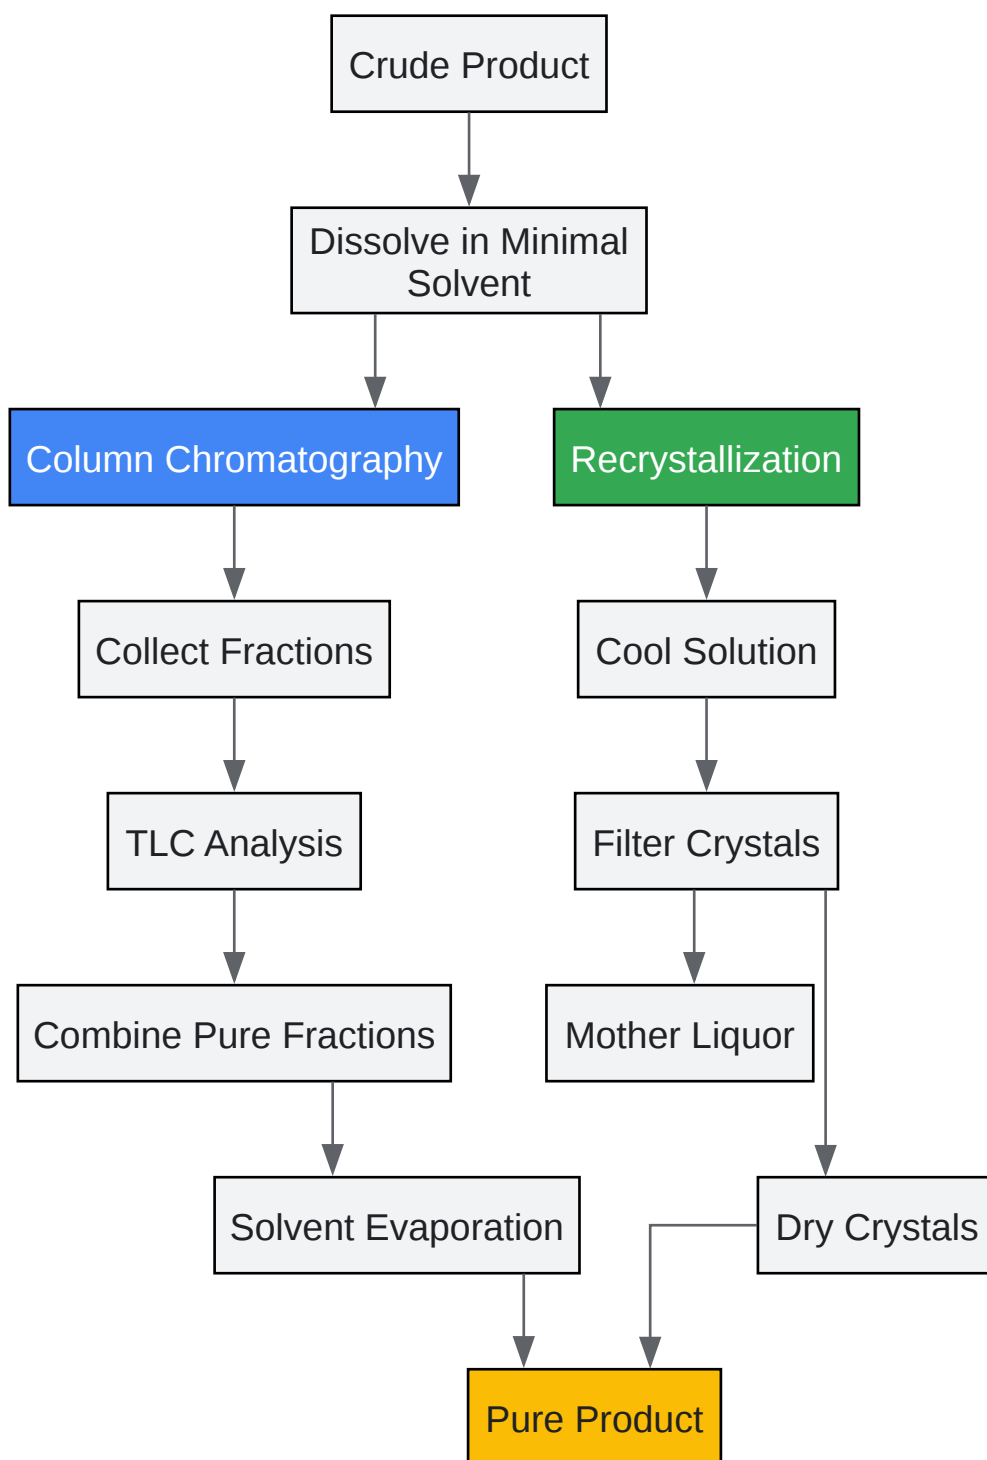 Crude Product
Dissolve in Minimal
Solvent
Column Chromatography
Recrystallization
Collect Fractions
Cool Solution
TLC Analysis
Filter Crystals
Combine Pure Fractions
Mother Liquor
Solvent Evaporation
Dry Crystals
Pure Product